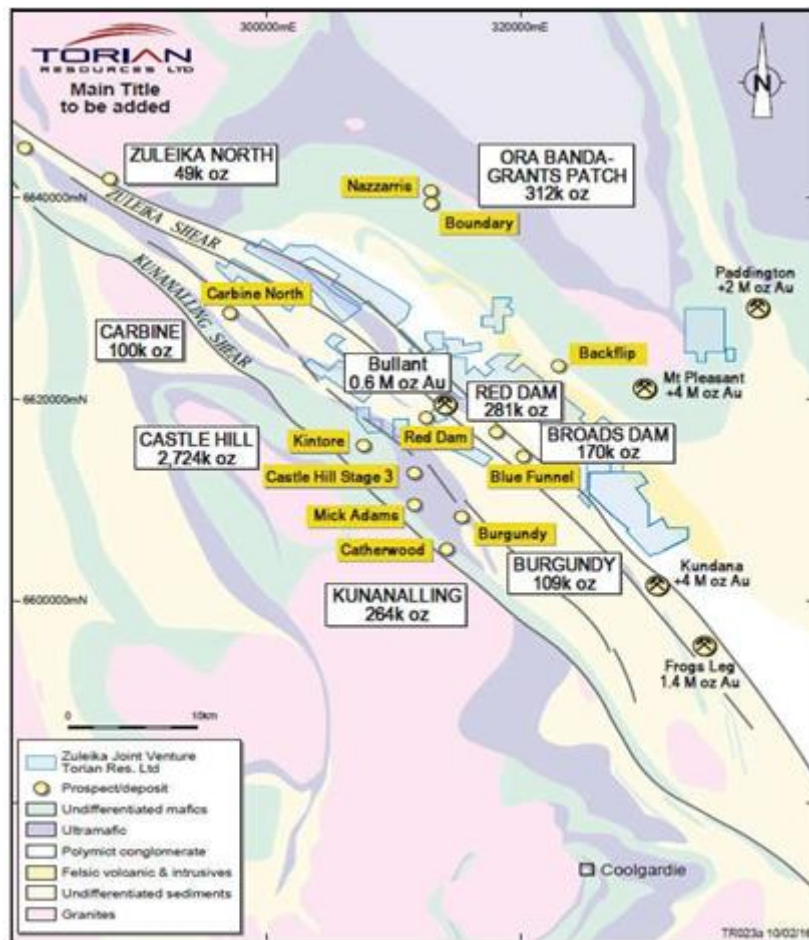 300000mE
320000mE
TORIAN
RESOURCES LTD
Main Title
to be added
N
ZULEIKA NORTH
49k oz
ORA BANDA-
GRANTS PATCH
312k oz
Nazzarris
Boundary
6640000mN
ZULEIKA SHEAR
KUNANALLING SHEAR
Paddington
+2 M oz Au
Carbine North
CARBINE
100k oz
Bullant
0.6 M oz Au
Backflip
Mt Pleasant
+4 M oz Au
6620000mN
RED DAM
281k oz
CASTLE HILL
2,724k oz
Kintore
Red Dam
BROADS DAM
170k oz
Castle Hill Stage 3
Blue Funnel
Mick Adams
Burgundy
Catherwood
BURGUNDY
109k oz
Kundana
+4 M oz Au
KUNANALLING
264k oz
6600000mN
Frogs Leg
1.4 M oz Au
0
10km
Zuleika Joint Venture
Torian Res. Ltd
Prospect/deposit
Undifferentiated mafics
Ultramafic
Polymict conglomerate
Felsic volcanic & intrusives
Undifferentiated sediments
Granites
Coolgardie